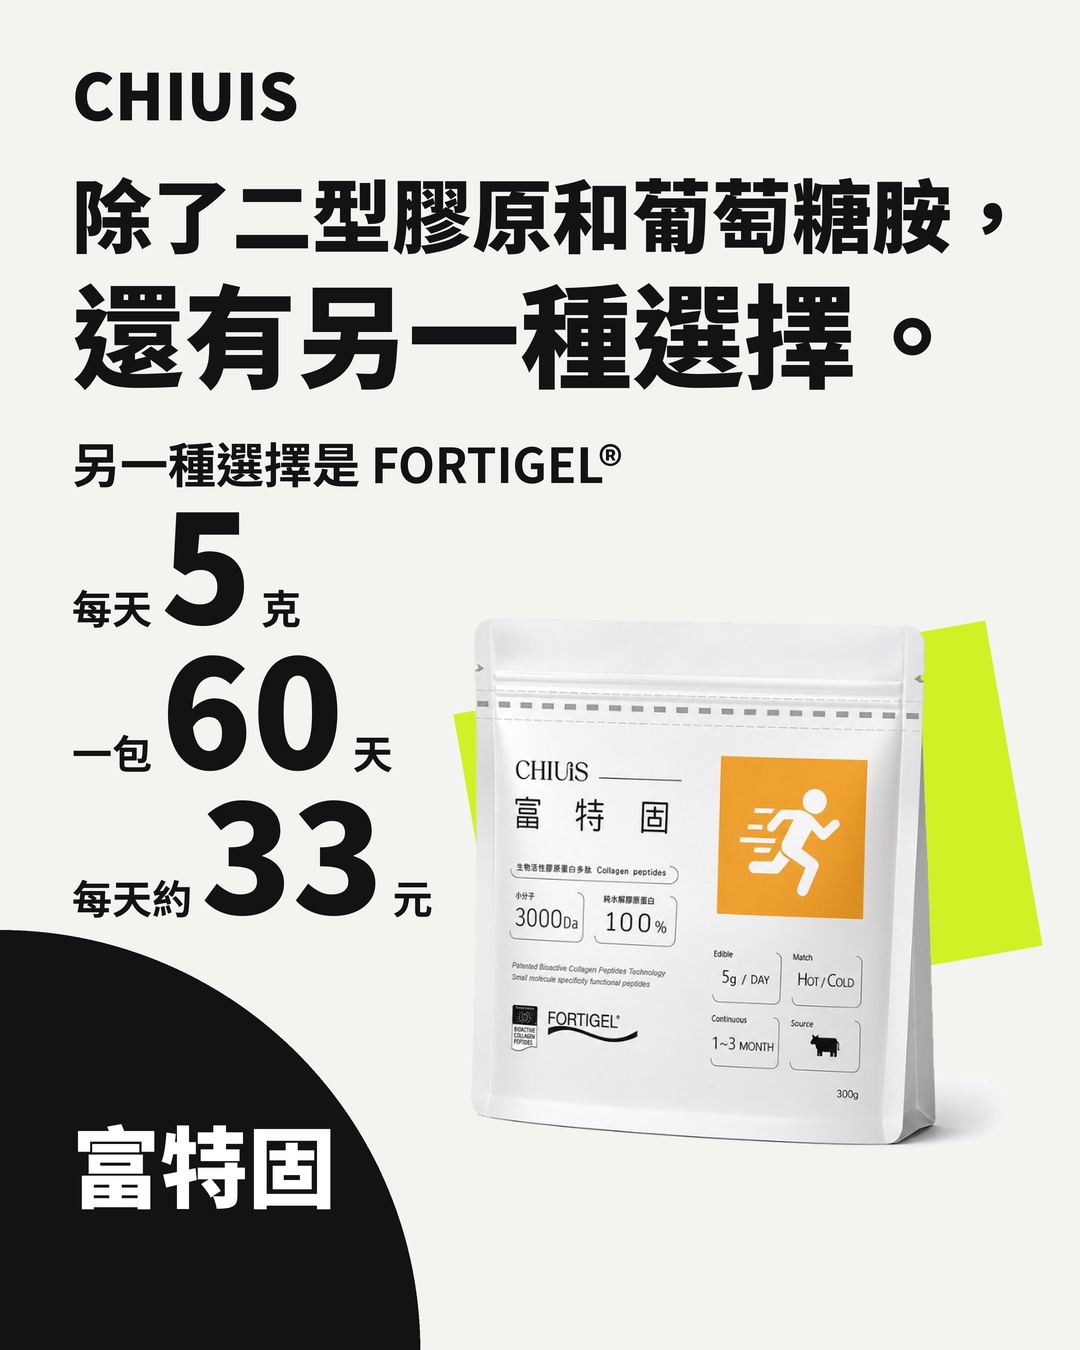 CHIUIS
除了二型膠原和葡萄糖胺，
還有另一種選擇。
另一種選擇是 FORTIGEL®
每天 5 克
一包 60 天
每天約 33 元
富特固
CHIUiS
富特固
生物活性膠原蛋白多肽 Collagen peptides
小分子
3000Da
純水解膠原蛋白
100%
Patented Bioactive Collagen Peptides Technology
Small molecule specificity functional peptides
BIOACTIVE
COLLAGEN
PEPTIDES
FORTIGEL®
Edible
5g / DAY
Match
HOT / COLD
Continuous
1~3 MONTH
Source
300g